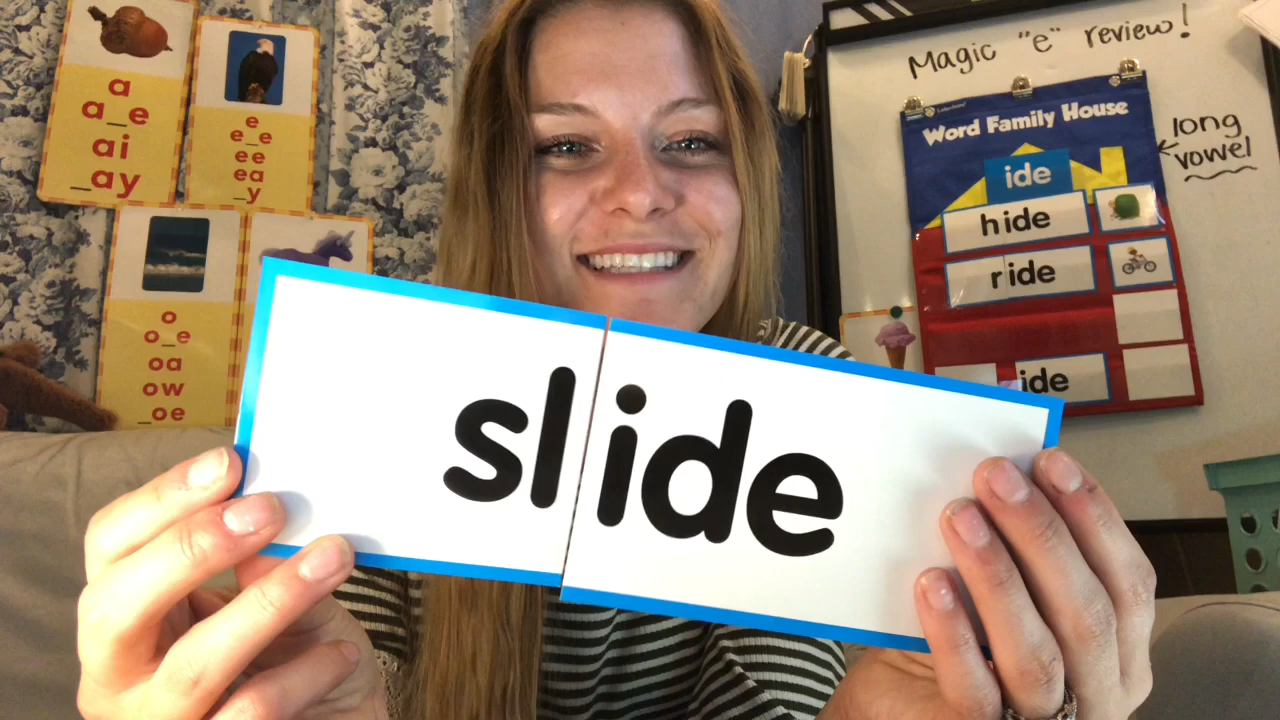 a
a_e
ai
_ay
e
e_e
ee
ea
_y
o
o_e
oa
ow
_oe
Magic "e" review!
Word Family House
long
vowel
ide
hide
ride
ide
slide